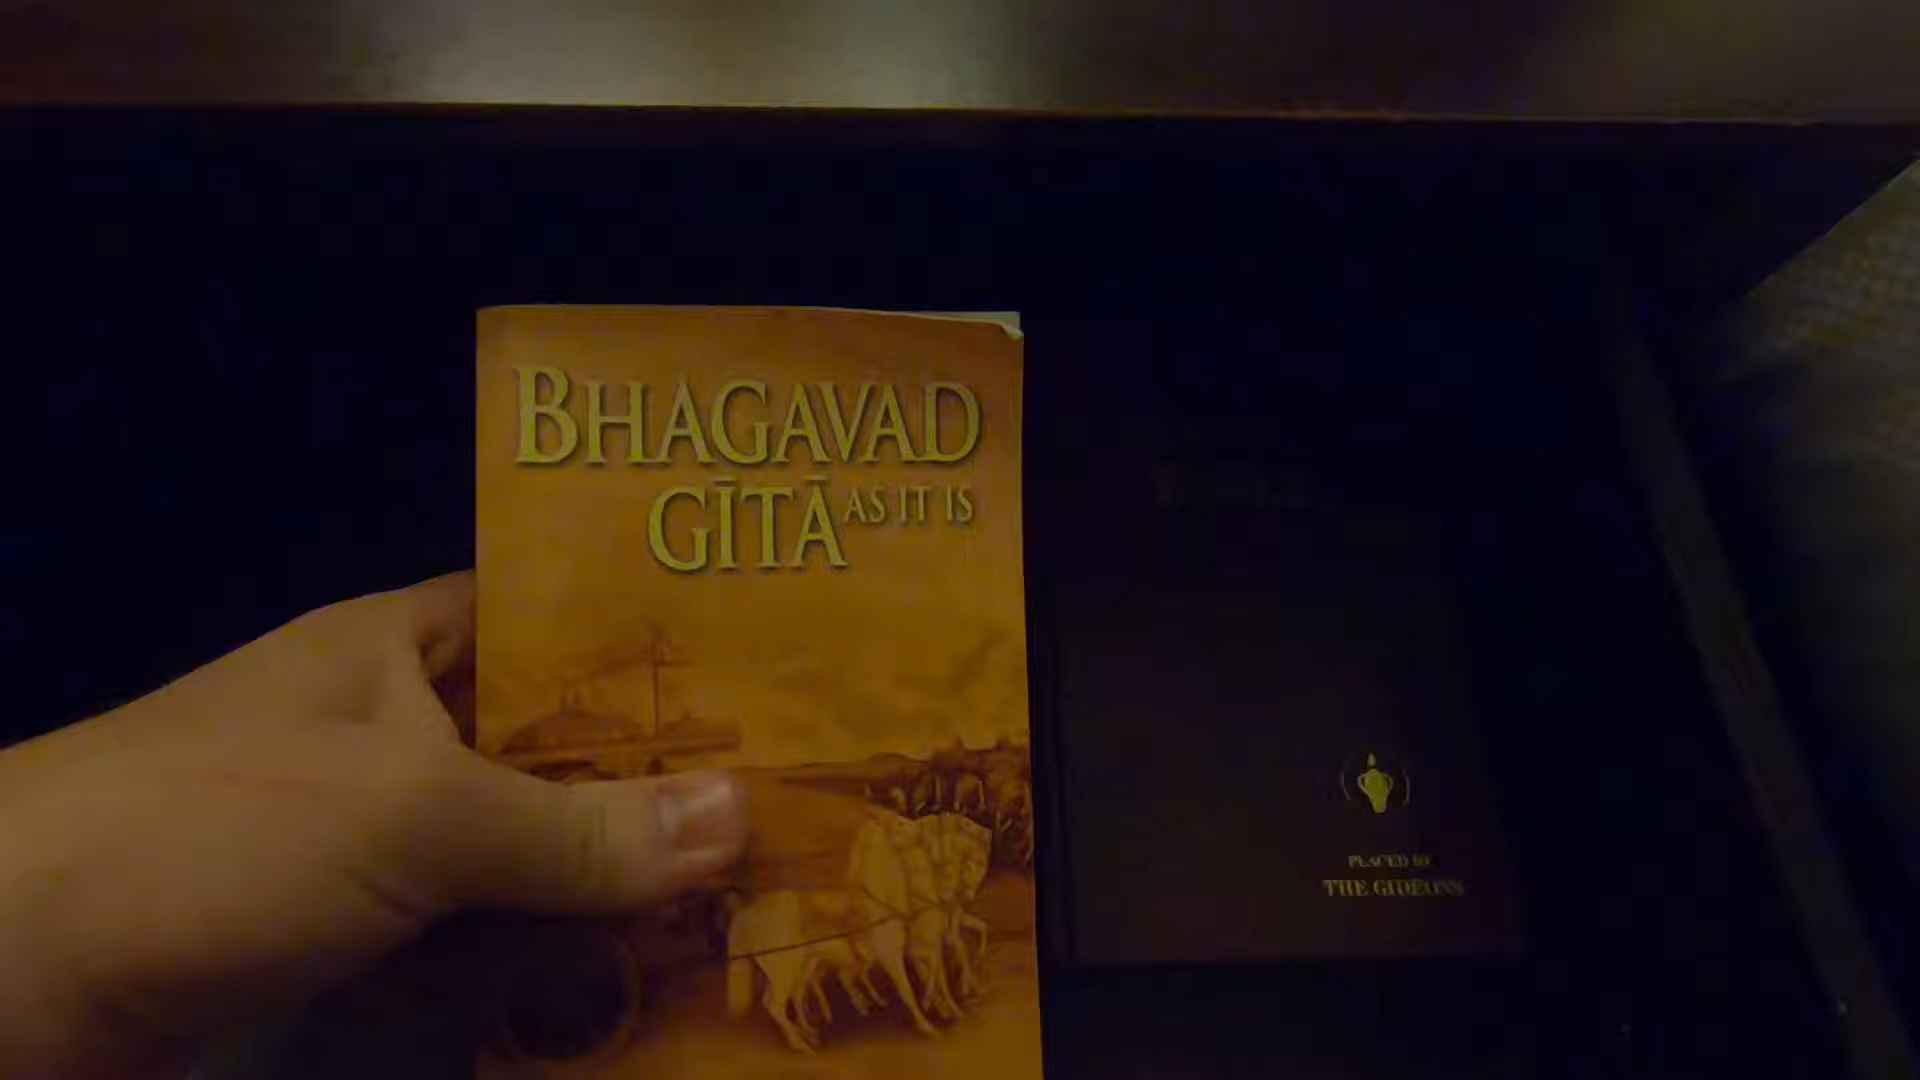 BHAGAVAD
GĪTĀ AS IT IS
PLACED BY
THE GIDEONS